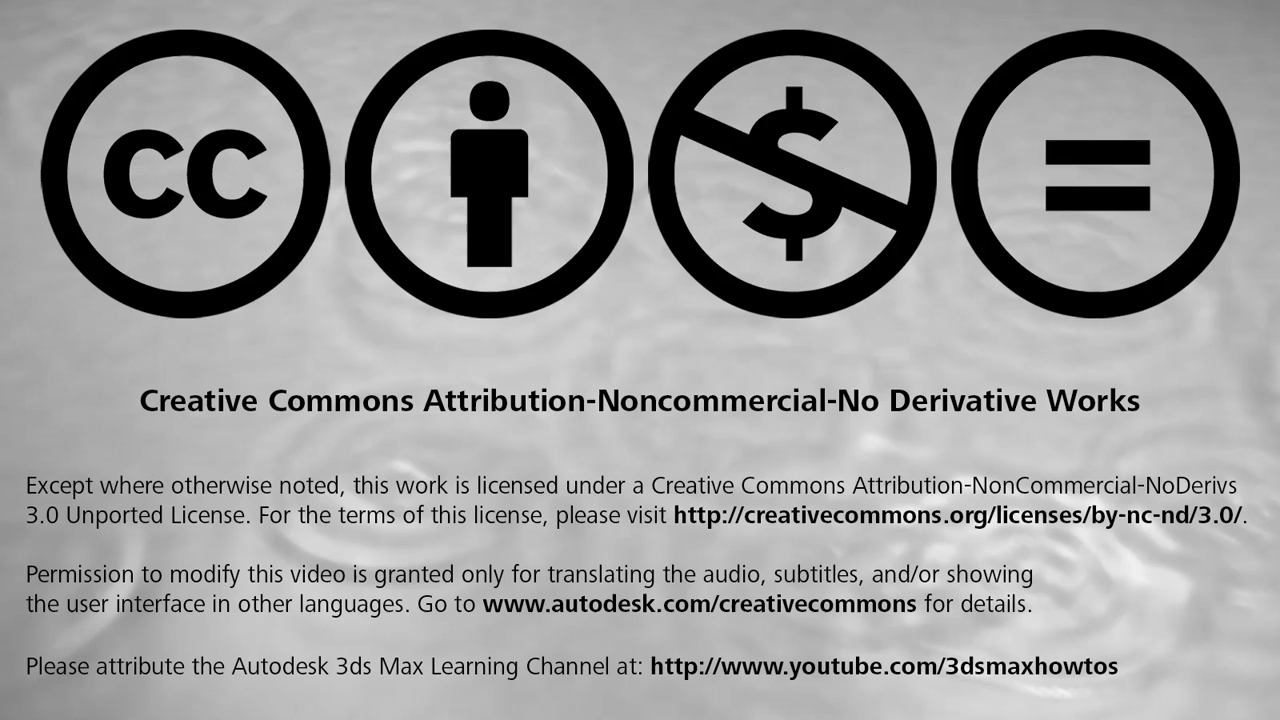 cc $ =
Creative Commons Attribution-Noncommercial-No Derivative Works
Except where otherwise noted, this work is licensed under a Creative Commons Attribution-NonCommercial-NoDerivs
3.0 Unported License. For the terms of this license, please visit http://creativecommons.org/licenses/by-nc-nd/3.0/.
Permission to modify this video is granted only for translating the audio, subtitles, and/or showing
the user interface in other languages. Go to www.autodesk.com/creativecommons for details.
Please attribute the Autodesk 3ds Max Learning Channel at: http://www.youtube.com/3dsmaxhowtos